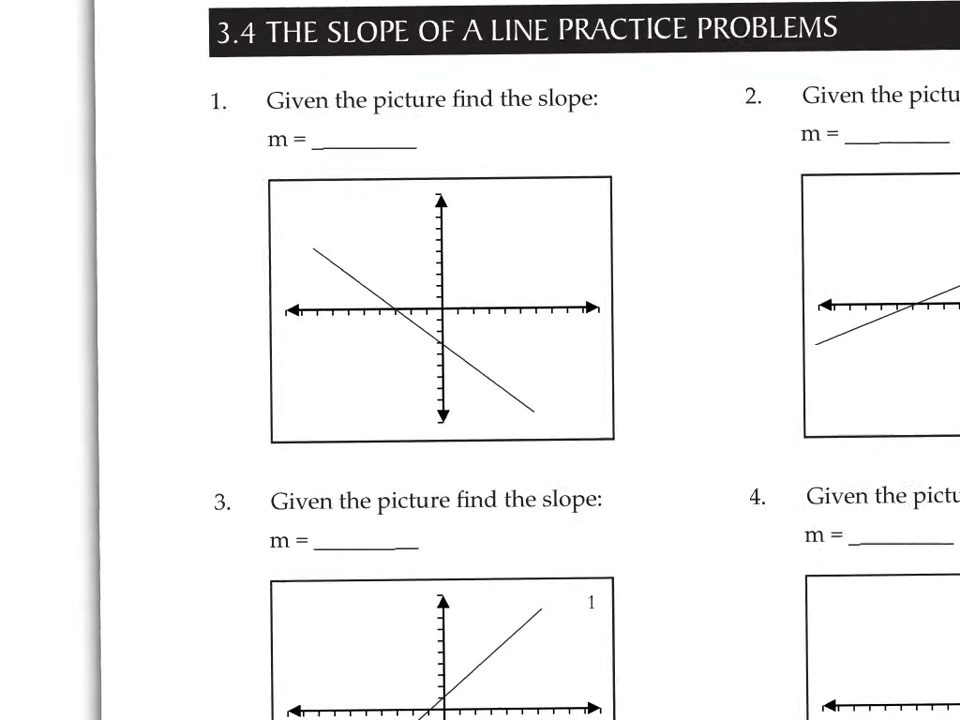 3.4 THE SLOPE OF A LINE PRACTICE PROBLEMS
1. Given the picture find the slope:
m = ________
2. Given the pictu
m = ________
3. Given the picture find the slope:
m = ________
4. Given the pictu
m = ________
1